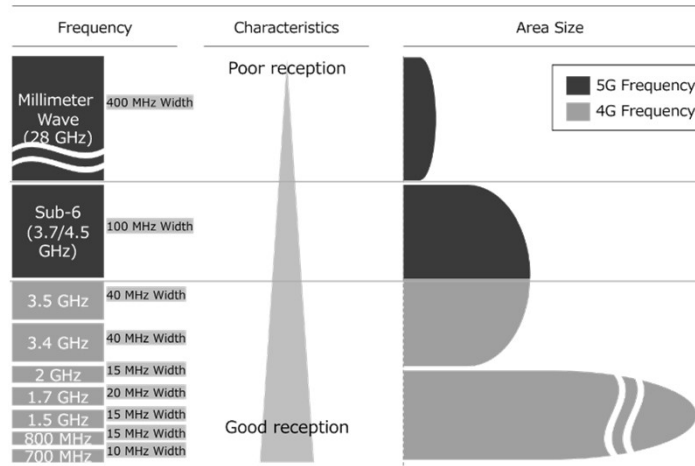 Frequency
Characteristics
Area Size
Millimeter
Wave
(28 GHz)
400 MHz Width
Poor reception
5G Frequency
4G Frequency
Sub-6
(3.7/4.5
GHz)
100 MHz Width
3.5 GHz
40 MHz Width
3.4 GHz
40 MHz Width
2 GHz
15 MHz Width
1.7 GHz
20 MHz Width
1.5 GHz
15 MHz Width
Good reception
800 MHz
15 MHz Width
700 MHz
10 MHz Width